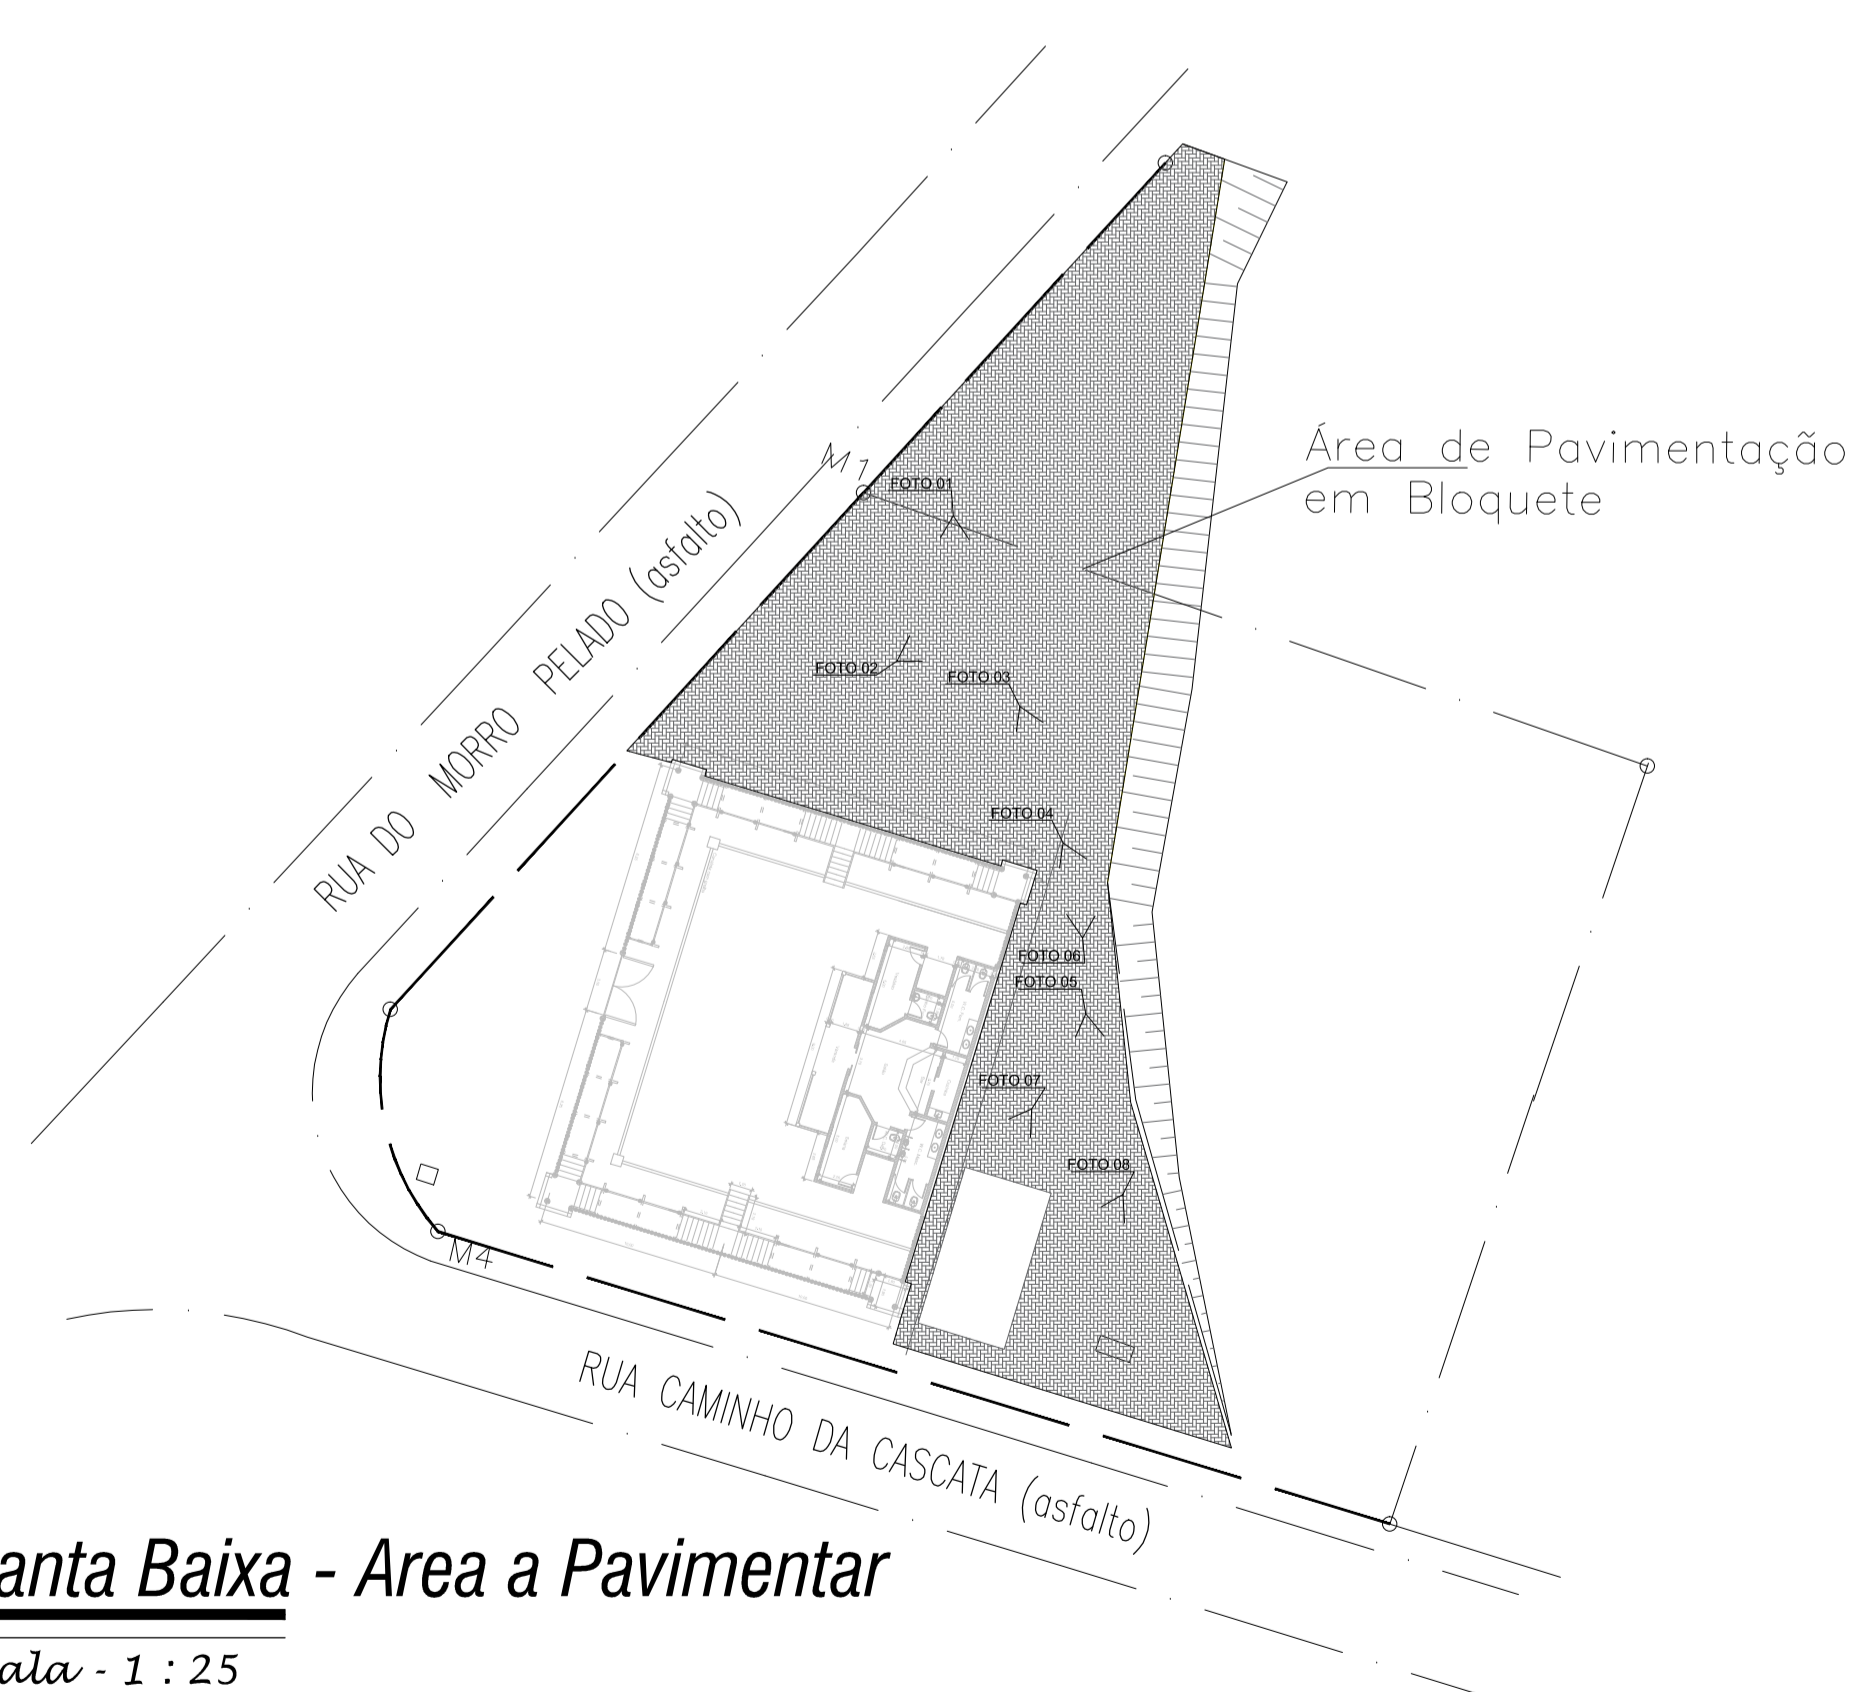 Área de Pavimentação
em Bloquete
M1
FOTO 01
RUA DO MORRO PELADO (asfalto)
FOTO 02
FOTO 03
FOTO 04
FOTO 06
FOTO 05
FOTO 07
FOTO 08
M4
RUA CAMINHO DA CASCATA (asfalto)
anta Baixa - Area a Pavimentar
ala - 1 : 25